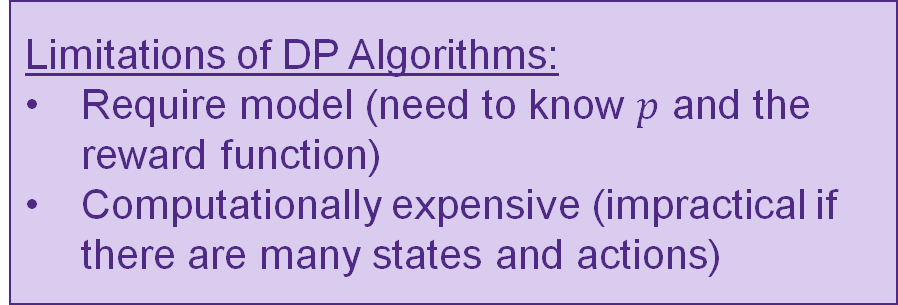 Limitations of DP Algorithms:
• Require model (need to know p and the
reward function)
• Computationally expensive (impractical if
there are many states and actions)